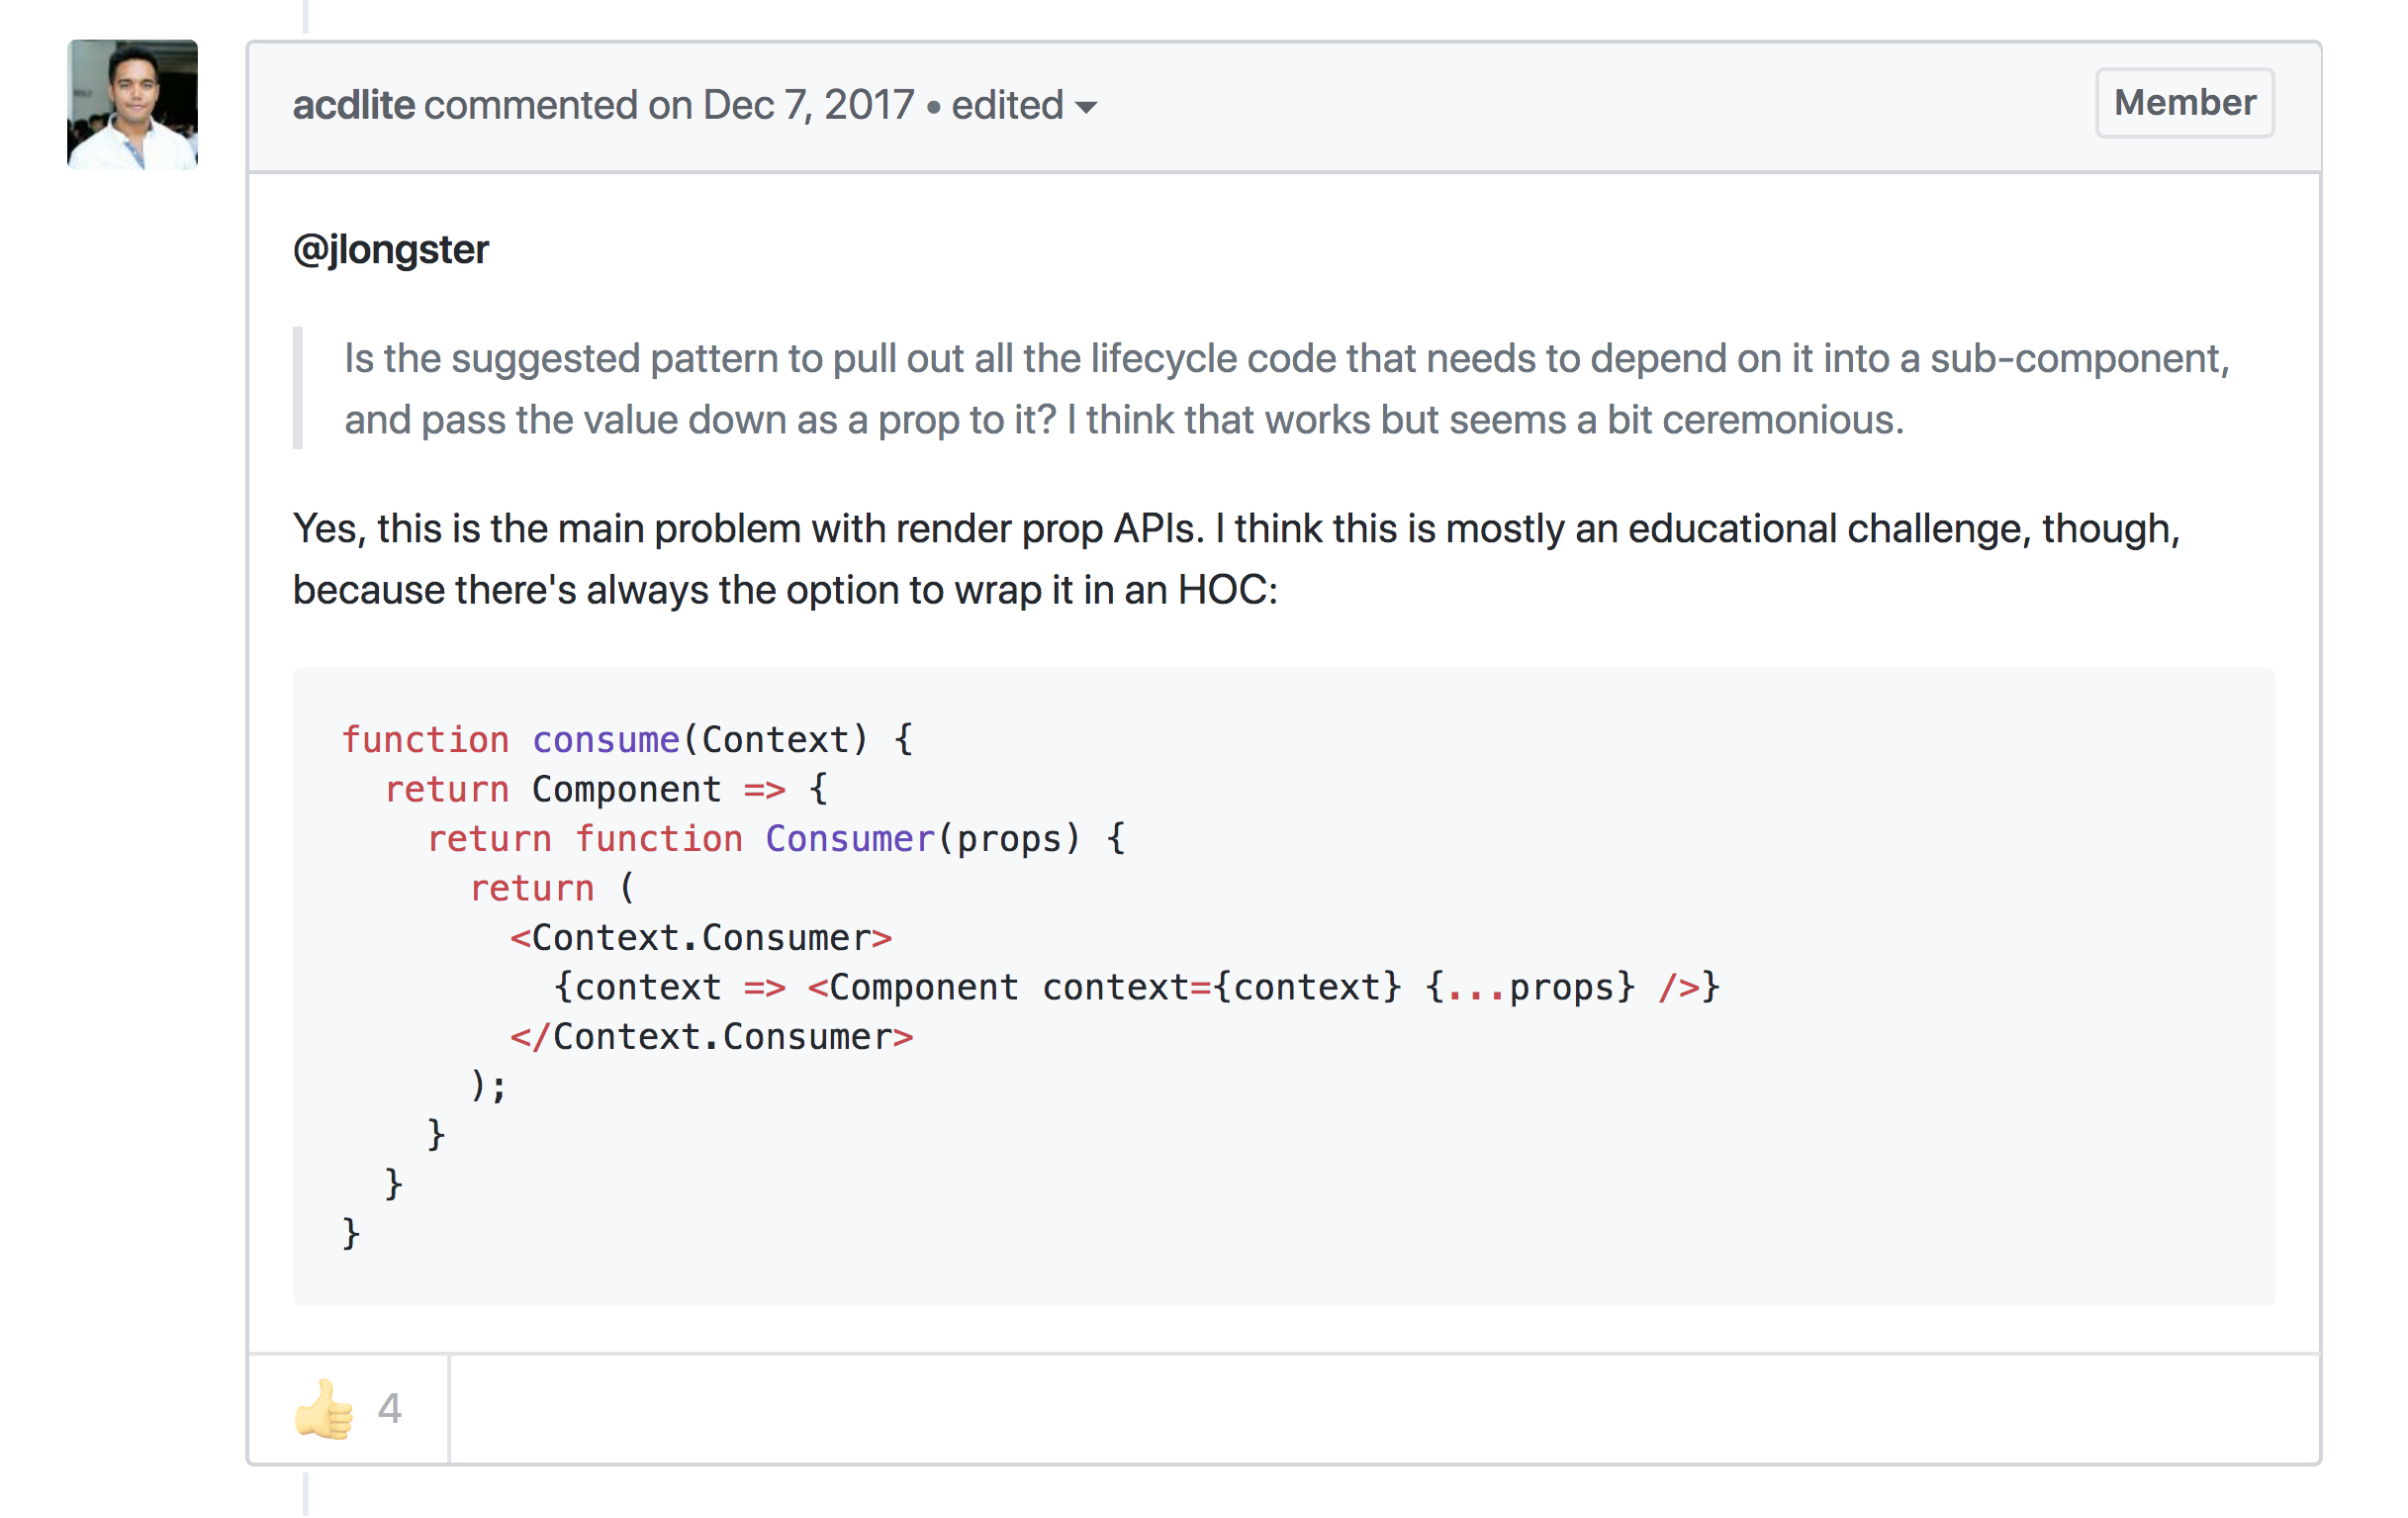 acdlite commented on Dec 7, 2017 • edited
Member
@jlongster
Is the suggested pattern to pull out all the lifecycle code that needs to depend on it into a sub-component,
and pass the value down as a prop to it? I think that works but seems a bit ceremonious.
Yes, this is the main problem with render prop APIs. I think this is mostly an educational challenge, though,
because there's always the option to wrap it in an HOC:
function consume(Context) {
  return Component => {
    return function Consumer(props) {
      return (
        <Context.Consumer>
          {context => <Component context={context} {...props} />}
        </Context.Consumer>
      );
    }
  }
}
👍 4